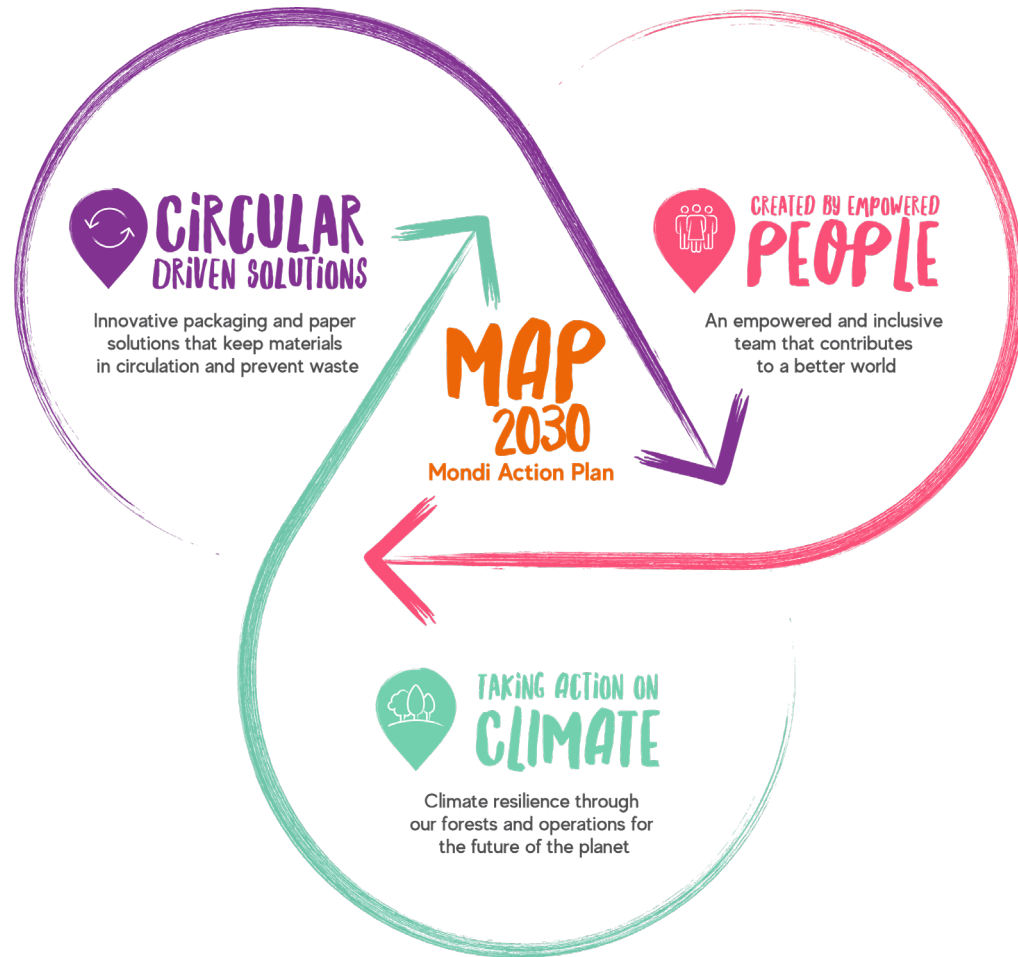 CiRCULAR
DRiVEN SOLUTiONS
Innovative packaging and paper
solutions that keep materials
in circulation and prevent waste
CREATED BY EMPOWERED
PEOPLE
An empowered and inclusive
team that contributes
to a better world
MAP
2030
Mondi Action Plan
TAKiNG ACTiON ON
CLIMATE
Climate resilience through
our forests and operations for
the future of the planet